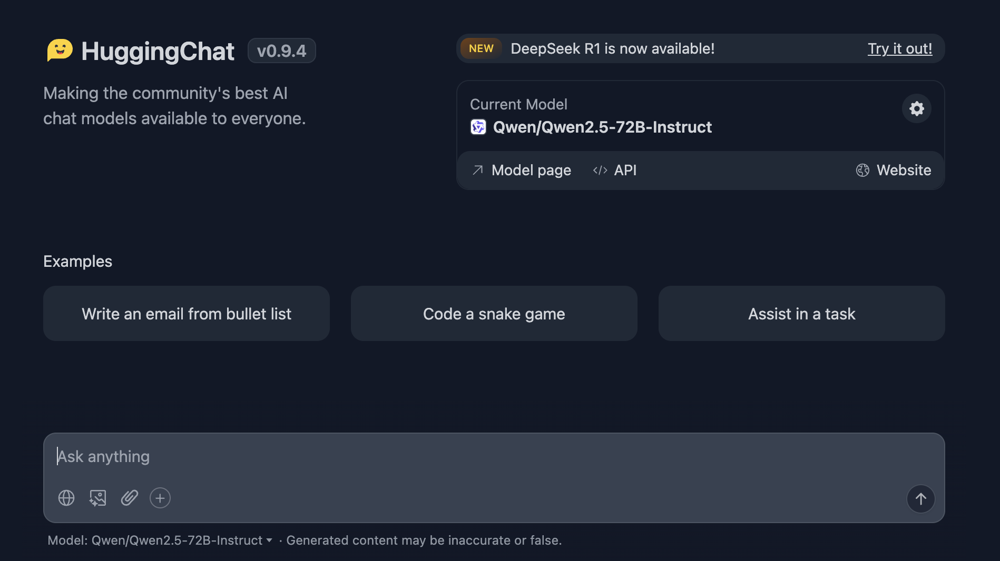 HuggingChat v0.9.4
Making the community's best AI
chat models available to everyone.
NEW DeepSeek R1 is now available! Try it out!
Current Model
Qwen/Qwen2.5-72B-Instruct
Model page API Website
Examples
Write an email from bullet list
Code a snake game
Assist in a task
Ask anything
Model: Qwen/Qwen2.5-72B-Instruct · Generated content may be inaccurate or false.